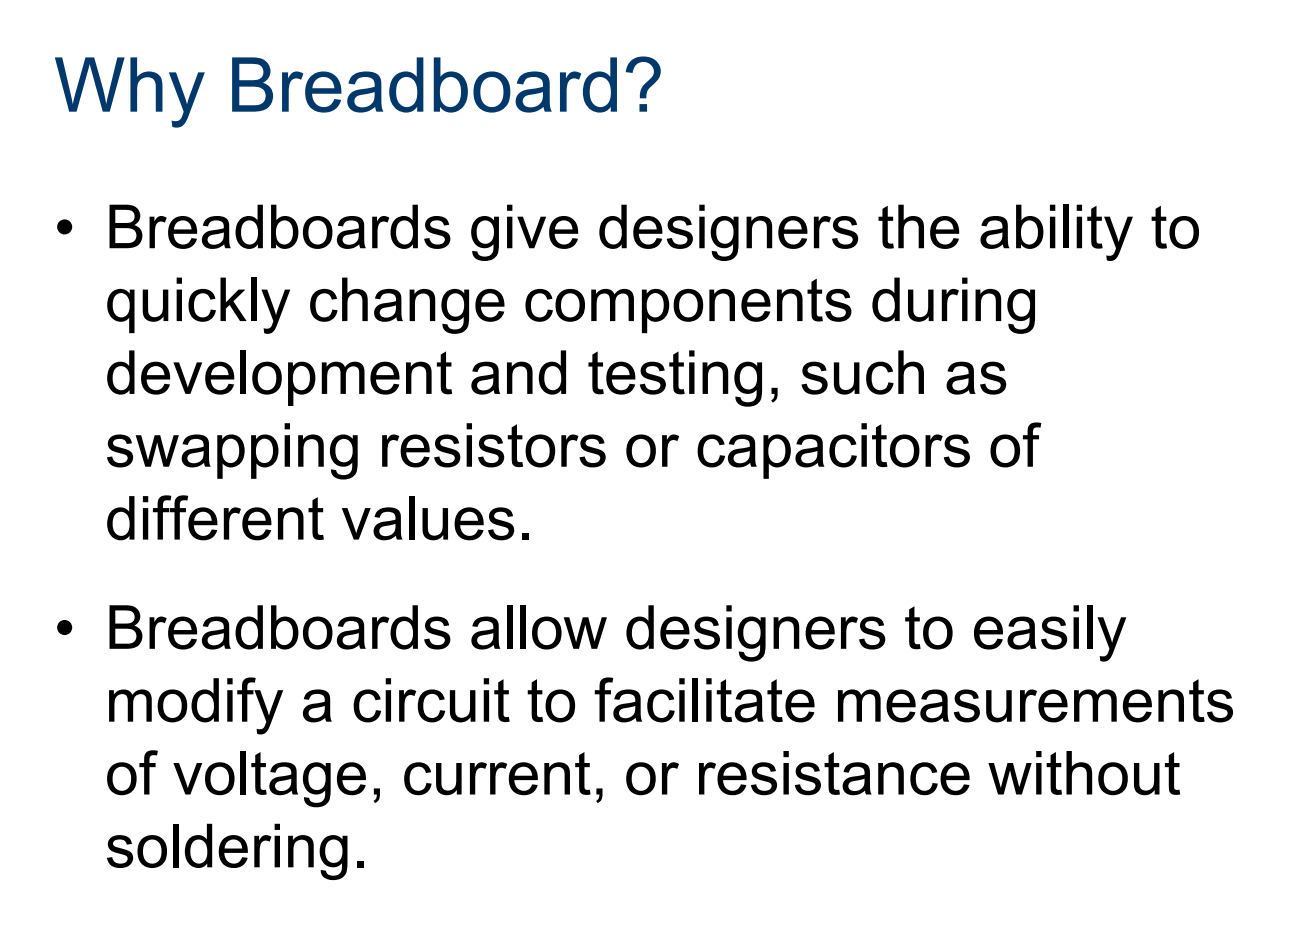 Why Breadboard?
• Breadboards give designers the ability to
quickly change components during
development and testing, such as
swapping resistors or capacitors of
different values.
• Breadboards allow designers to easily
modify a circuit to facilitate measurements
of voltage, current, or resistance without
soldering.